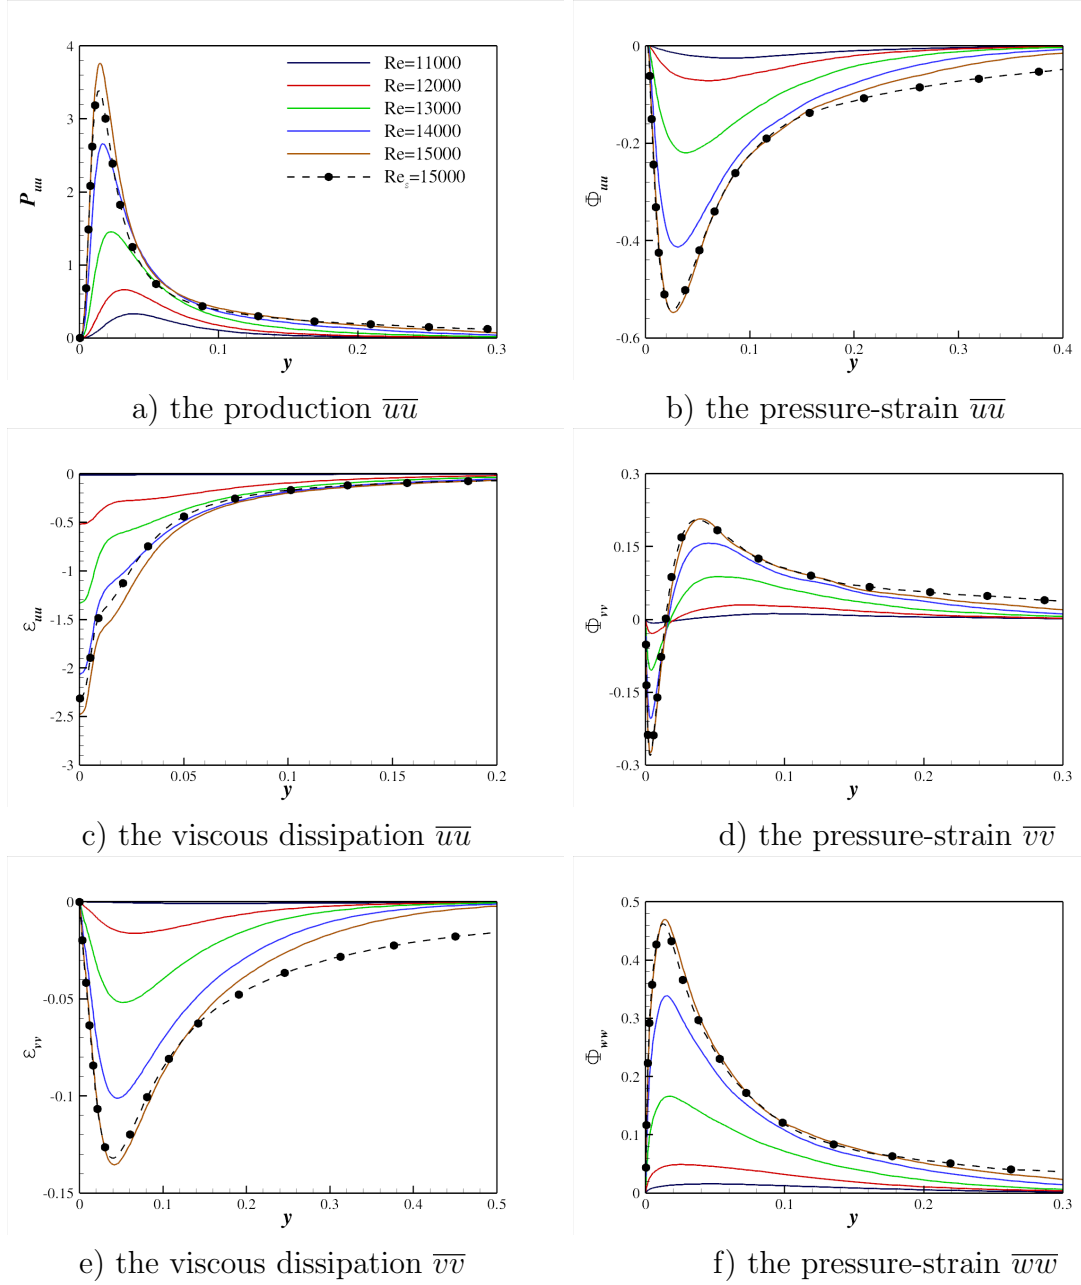 4
3
2
1
0
P uu
0.1
0.2
0.3
y
Re=11000
Re=12000
Re=13000
Re=14000
Re=15000
Re =15000
a) the production uu
0
-0.2
-0.4
-0.6
Φ uu
0
0.1
0.2
0.3
0.4
y
b) the pressure-strain uu
0
-0.5
-1
-1.5
-2
-2.5
-3
ε uu
0
0.05
0.1
0.15
0.2
y
c) the viscous dissipation uu
0.3
0.15
0
-0.15
-0.3
Φ vv
0
0.1
0.2
0.3
y
d) the pressure-strain vv
0
-0.05
-0.1
-0.15
ε vv
0
0.1
0.2
0.3
0.4
0.5
y
e) the viscous dissipation vv
0.5
0.4
0.3
0.2
0.1
0
Φ ww
0
0.1
0.2
0.3
y
f) the pressure-strain ww